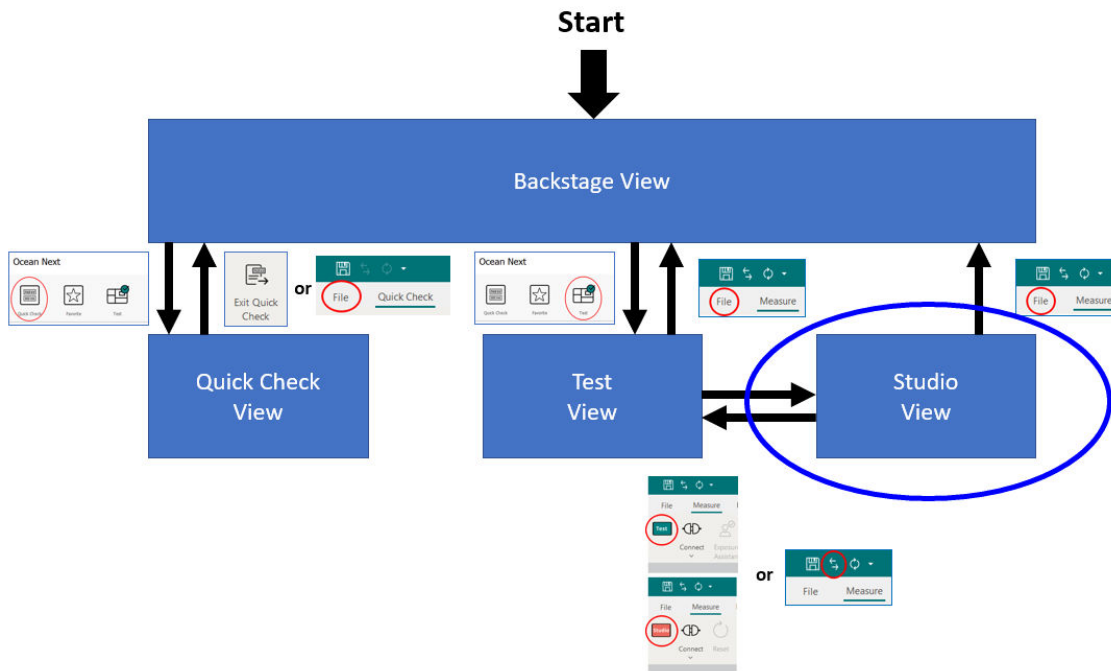 Start
Backstage View
Ocean Next
Quick Check
Favorite
Test
Exit Quick
Check
or
File
Quick Check
Ocean Next
Quick Check
Favorite
Test
File
Measure
File
Measure
Quick Check
View
Test
View
Studio
View
File
Measure
Test
Connect
or
File
Measure
File
Measure
Studio
Connect
Reset